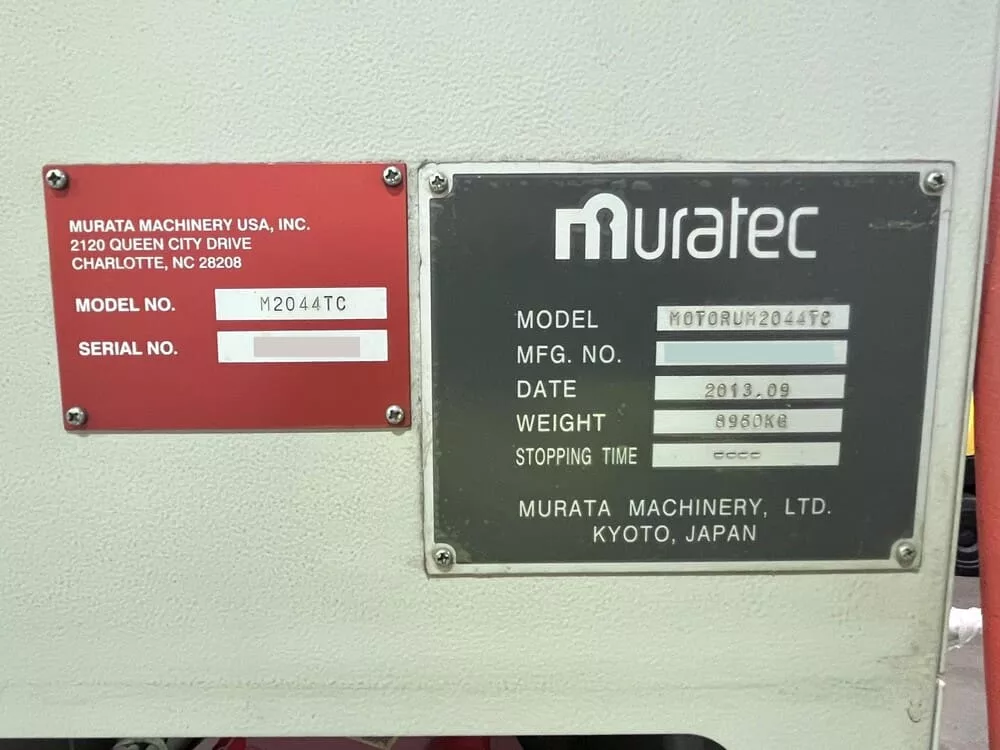 MURATA MACHINERY USA, INC.
2120 QUEEN CITY DRIVE
CHARLOTTE, NC 28208
MODEL NO. M2044TC
SERIAL NO.
muratec
MODEL MOTORUM2044TC
MFG. NO.
DATE 2013.09
WEIGHT 8960KG
STOPPING TIME ----
MURATA MACHINERY, LTD.
KYOTO, JAPAN